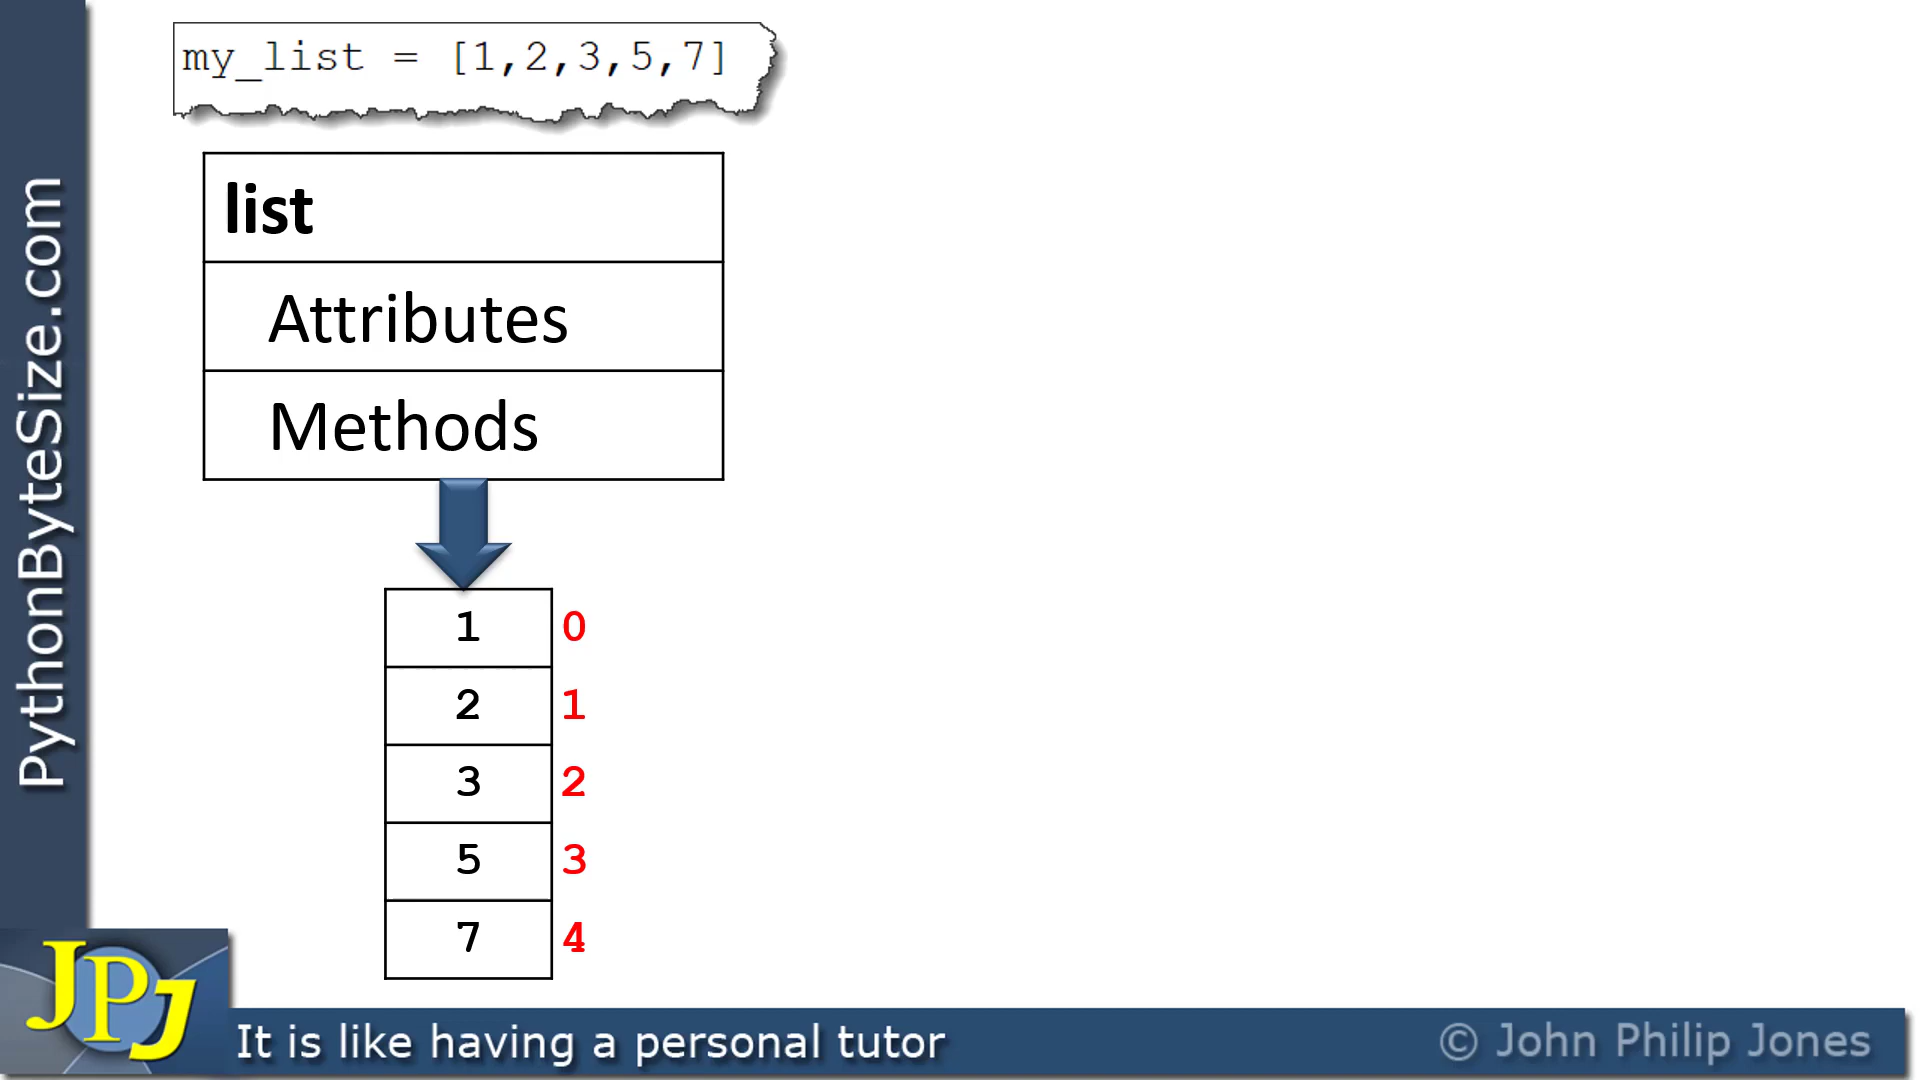 my_list = [1,2,3,5,7]
list
Attributes
Methods
1 0
2 1
3 2
5 3
7 4
PythonByteSize.com
JPJ
It is like having a personal tutor
© John Philip Jones